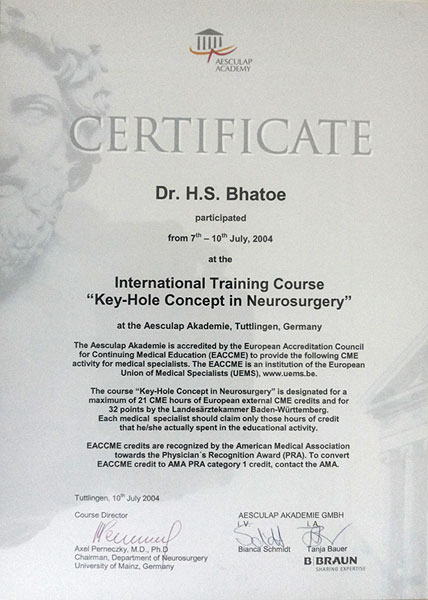 AESCULAP
ACADEMY
CERTIFICATE
Dr. H.S. Bhatoe
participated
from 7th – 10th July, 2004
at the
International Training Course
“Key-Hole Concept in Neurosurgery”
at the Aesculap Akademie, Tuttlingen, Germany
The Aesculap Akademie is accredited by the European Accreditation Council
for Continuing Medical Education (EACCME) to provide the following CME
activity for medical specialists. The EACCME is an institution of the European
Union of Medical Specialists (UEMS), www.uems.be.
The course “Key-Hole Concept in Neurosurgery” is designated for a
maximum of 21 CME hours of European external CME credits and for
32 points by the Landesärztekammer Baden-Württemberg.
Each medical specialist should claim only those hours of credit
that he/she actually spent in the educational activity.
EACCME credits are recognized by the American Medical Association
towards the Physician´s Recognition Award (PRA). To convert
EACCME credit to AMA PRA category 1 credit, contact the AMA.
Tuttlingen, 10th July 2004
Course Director
Axel Perneczky, M.D., Ph.D
Chairman, Department of Neurosurgery
University of Mainz, Germany
AESCULAP AKADEMIE GMBH
I.V. I.A.
Bianca Schmidt Tanja Bauer
B|BRAUN
SHARING EXPERTISE